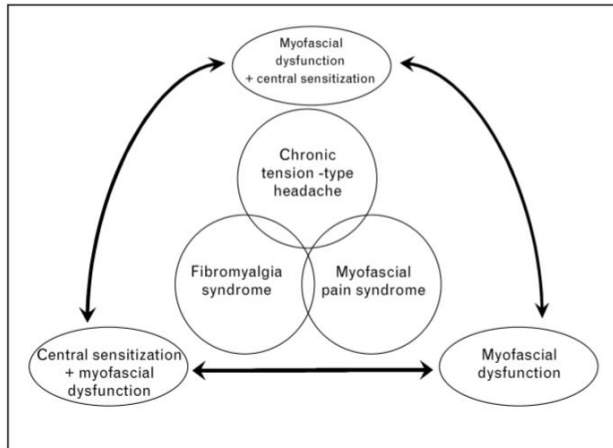 Myofascial
dysfunction
+ central sensitization
Chronic
tension -type
headache
Fibromyalgia
syndrome
Myofascial
pain syndrome
Central sensitization
+ myofascial
dysfunction
Myofascial
dysfunction